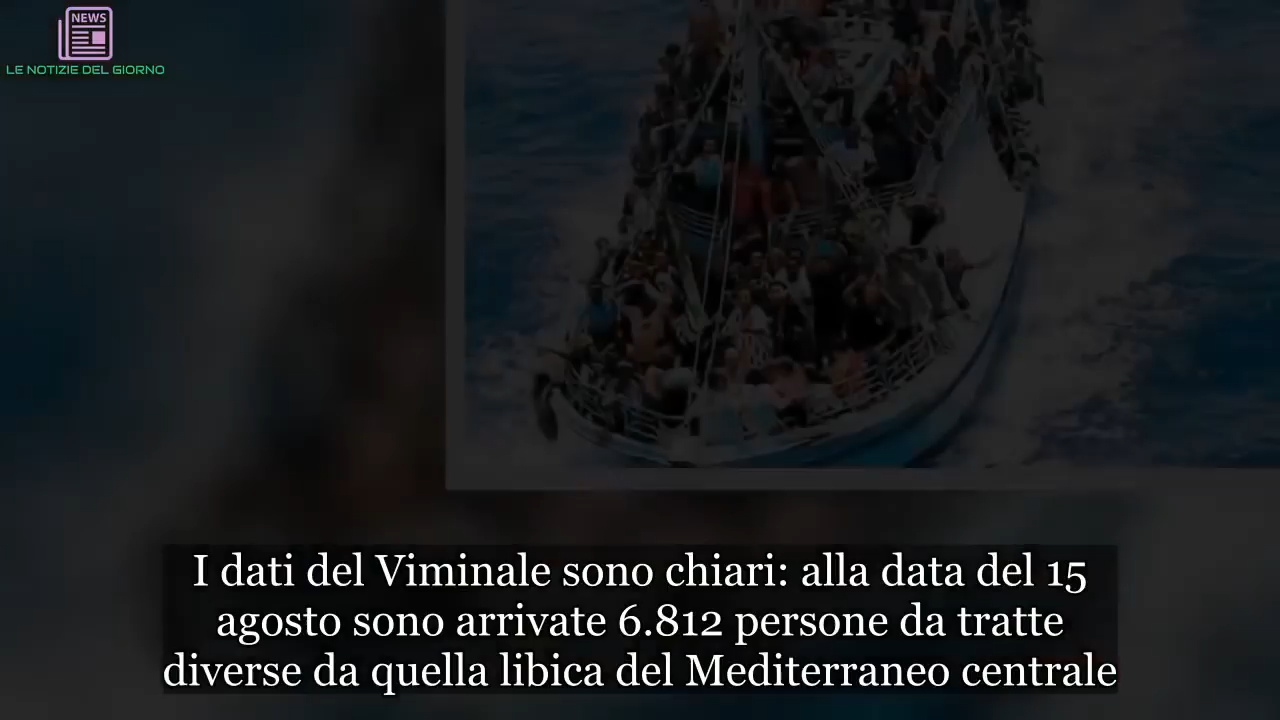 NEWS
LE NOTIZIE DEL GIORNO
I dati del Viminale sono chiari: alla data del 15
agosto sono arrivate 6.812 persone da tratte
diverse da quella libica del Mediterraneo centrale